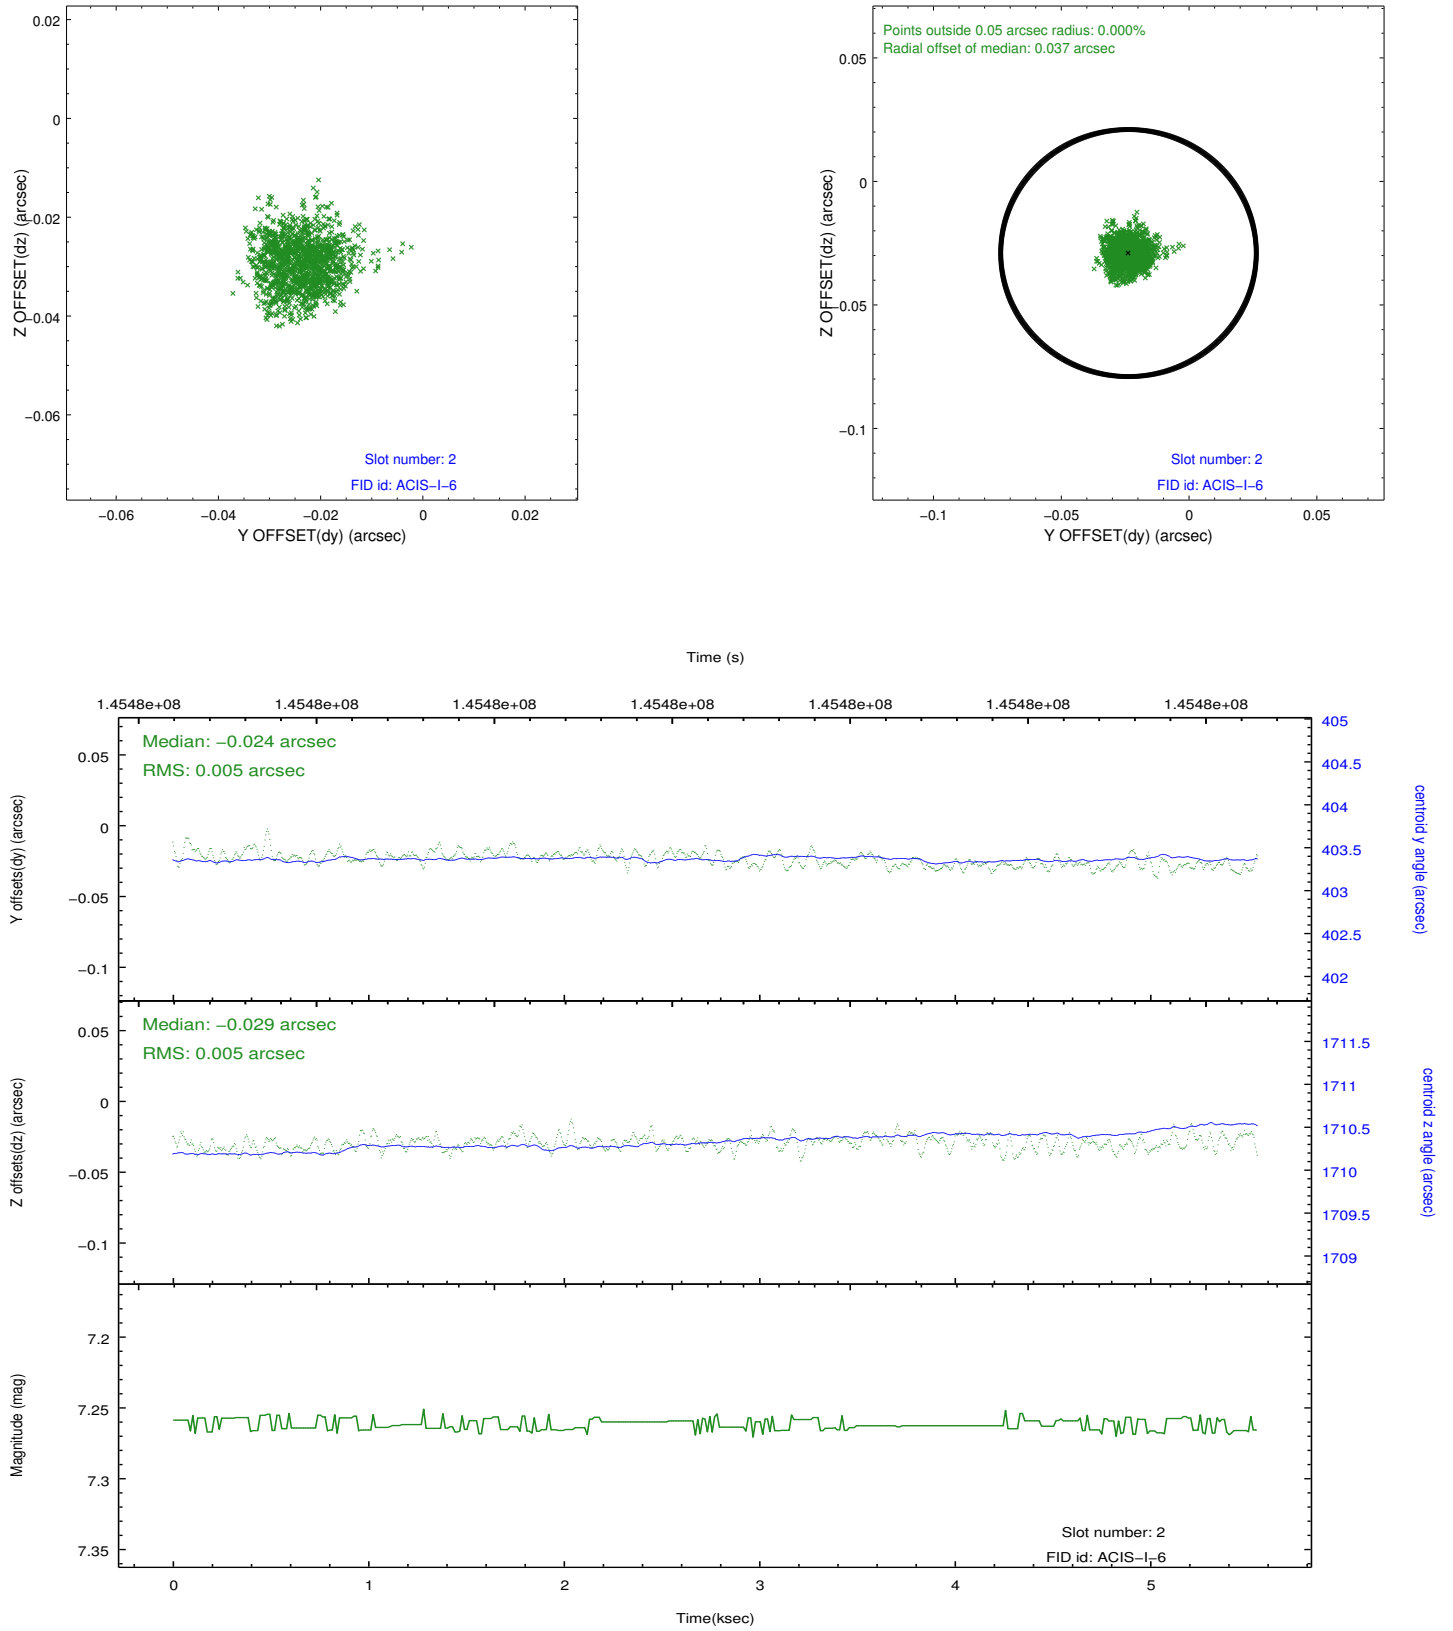 0.02
0
−0.02
−0.04
−0.06
Z OFFSET(dz) (arcsec)
Slot number: 2
FID id: ACIS−I−6
−0.06 −0.04 −0.02 0 0.02
Y OFFSET(dy) (arcsec)
Points outside 0.05 arcsec radius: 0.000%
Radial offset of median: 0.037 arcsec
0.05
0
−0.05
−0.1
Z OFFSET(dz) (arcsec)
Slot number: 2
FID id: ACIS−I−6
−0.1 −0.05 0 0.05
Y OFFSET(dy) (arcsec)
Time (s)
1.4548e+08 1.4548e+08 1.4548e+08 1.4548e+08 1.4548e+08 1.4548e+08 1.4548e+08
Median: −0.024 arcsec
RMS: 0.005 arcsec
0.05
0
−0.05
−0.1
Y offsets(dy) (arcsec)
405
404.5
404
403.5
403
402.5
402
centroid y angle (arcsec)
Median: −0.029 arcsec
RMS: 0.005 arcsec
0.05
0
−0.05
−0.1
Z offsets(dz) (arcsec)
1711.5
1711
1710.5
1710
1709.5
1709
centroid z angle (arcsec)
7.2
7.25
7.3
7.35
Magnitude (mag)
Slot number: 2
FID id: ACIS−I−6
0 1 2 3 4 5
Time(ksec)